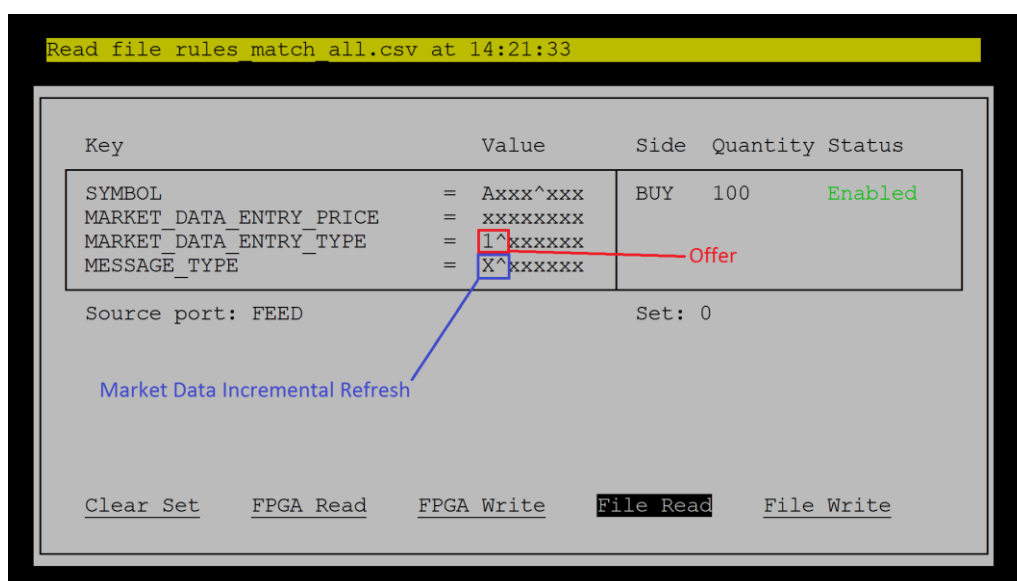 Read file rules_match_all.csv at 14:21:33
Key Value Side Quantity Status
SYMBOL = Axxx^xxx BUY 100 Enabled
MARKET_DATA_ENTRY_PRICE = xxxxxxxx
MARKET_DATA_ENTRY_TYPE = 1^xxxxxx
Offer
MESSAGE_TYPE = X^xxxxxx
Source port: FEED Set: 0
Market Data Incremental Refresh
Clear Set FPGA Read FPGA Write File Read File Write